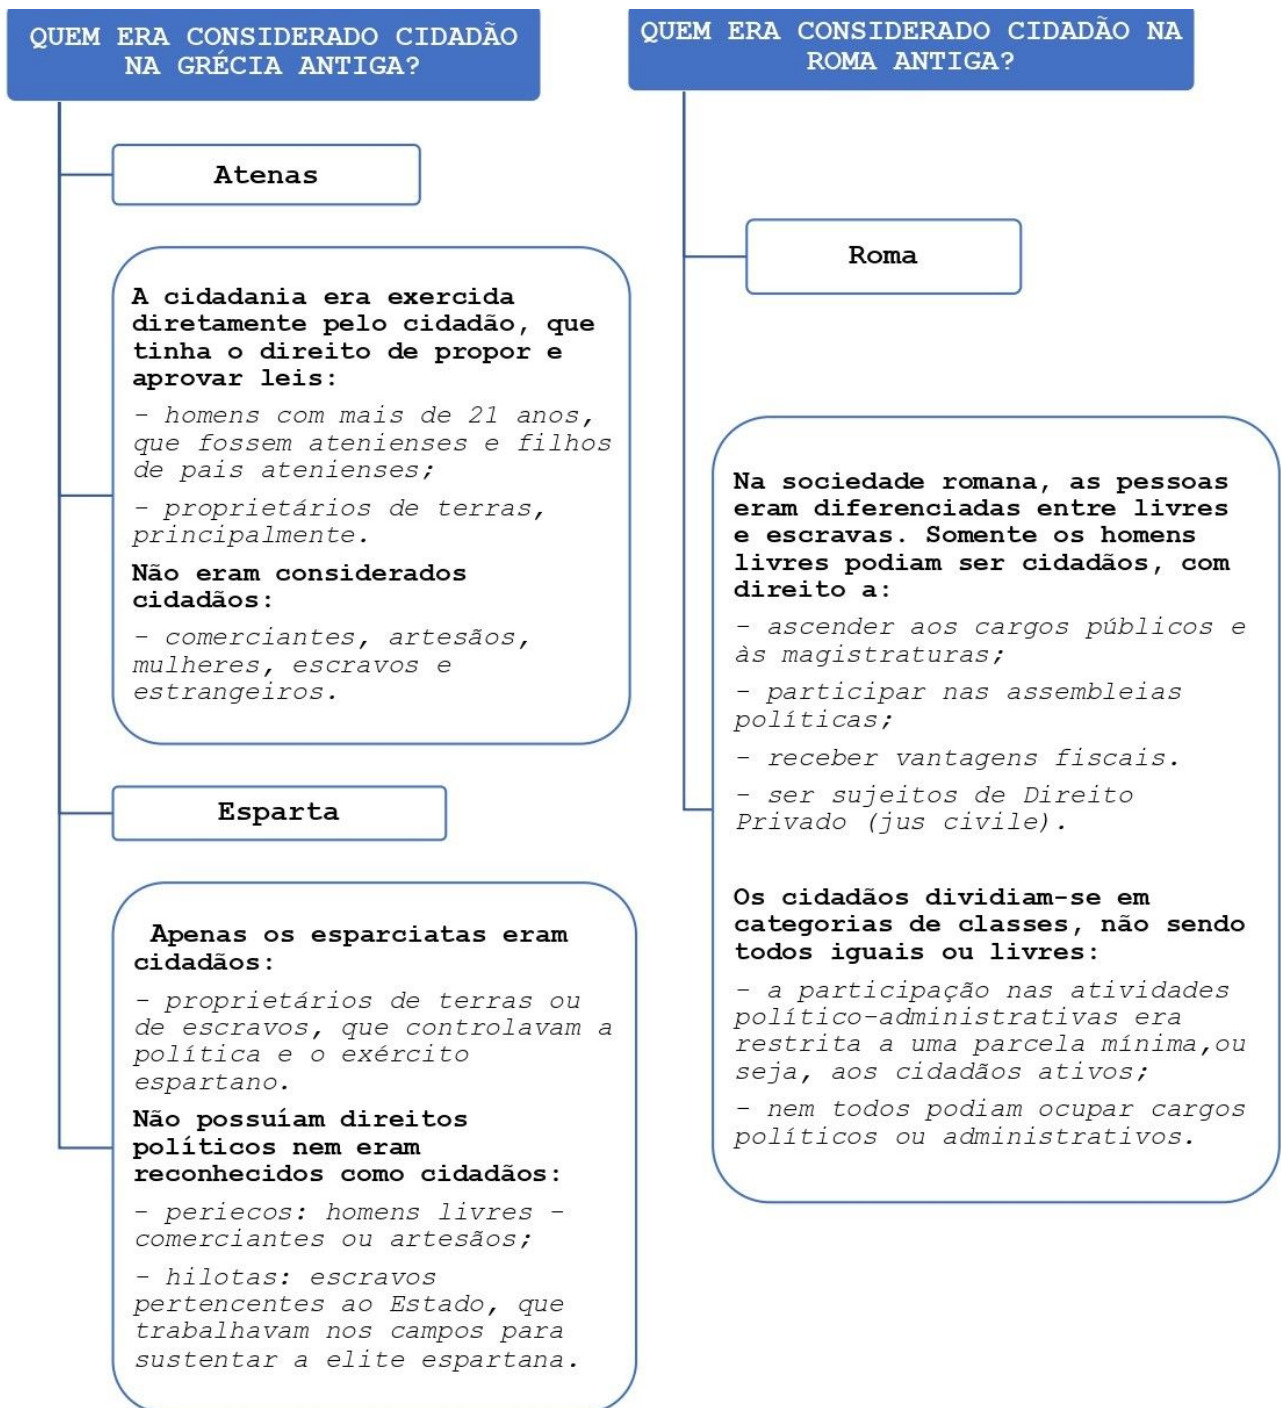 QUEM ERA CONSIDERADO CIDADÃO
NA GRÉCIA ANTIGA?
Atenas
A cidadania era exercida
diretamente pelo cidadão, que
tinha o direito de propor e
aprovar leis:
- homens com mais de 21 anos,
que fossem atenienses e filhos
de pais atenienses;
- proprietários de terras,
principalmente.
Não eram considerados
cidadãos:
- comerciantes, artesãos,
mulheres, escravos e
estrangeiros.
Esparta
Apenas os esparciatas eram
cidadãos:
- proprietários de terras ou
de escravos, que controlavam a
política e o exército
espartano.
Não possuíam direitos
políticos nem eram
reconhecidos como cidadãos:
- periecos: homens livres –
comerciantes ou artesãos;
- hilotas: escravos
pertencentes ao Estado, que
trabalhavam nos campos para
sustentar a elite espartana.
QUEM ERA CONSIDERADO CIDADÃO NA
ROMA ANTIGA?
Roma
Na sociedade romana, as pessoas
eram diferenciadas entre livres
e escravas. Somente os homens
livres podiam ser cidadãos, com
direito a:
- ascender aos cargos públicos e
às magistraturas;
- participar nas assembleias
políticas;
- receber vantagens fiscais.
- ser sujeitos de Direito
Privado (jus civile).
Os cidadãos dividiam-se em
categorias de classes, não sendo
todos iguais ou livres:
- a participação nas atividades
político-administrativas era
restrita a uma parcela mínima,ou
seja, aos cidadãos ativos;
- nem todos podiam ocupar cargos
políticos ou administrativos.